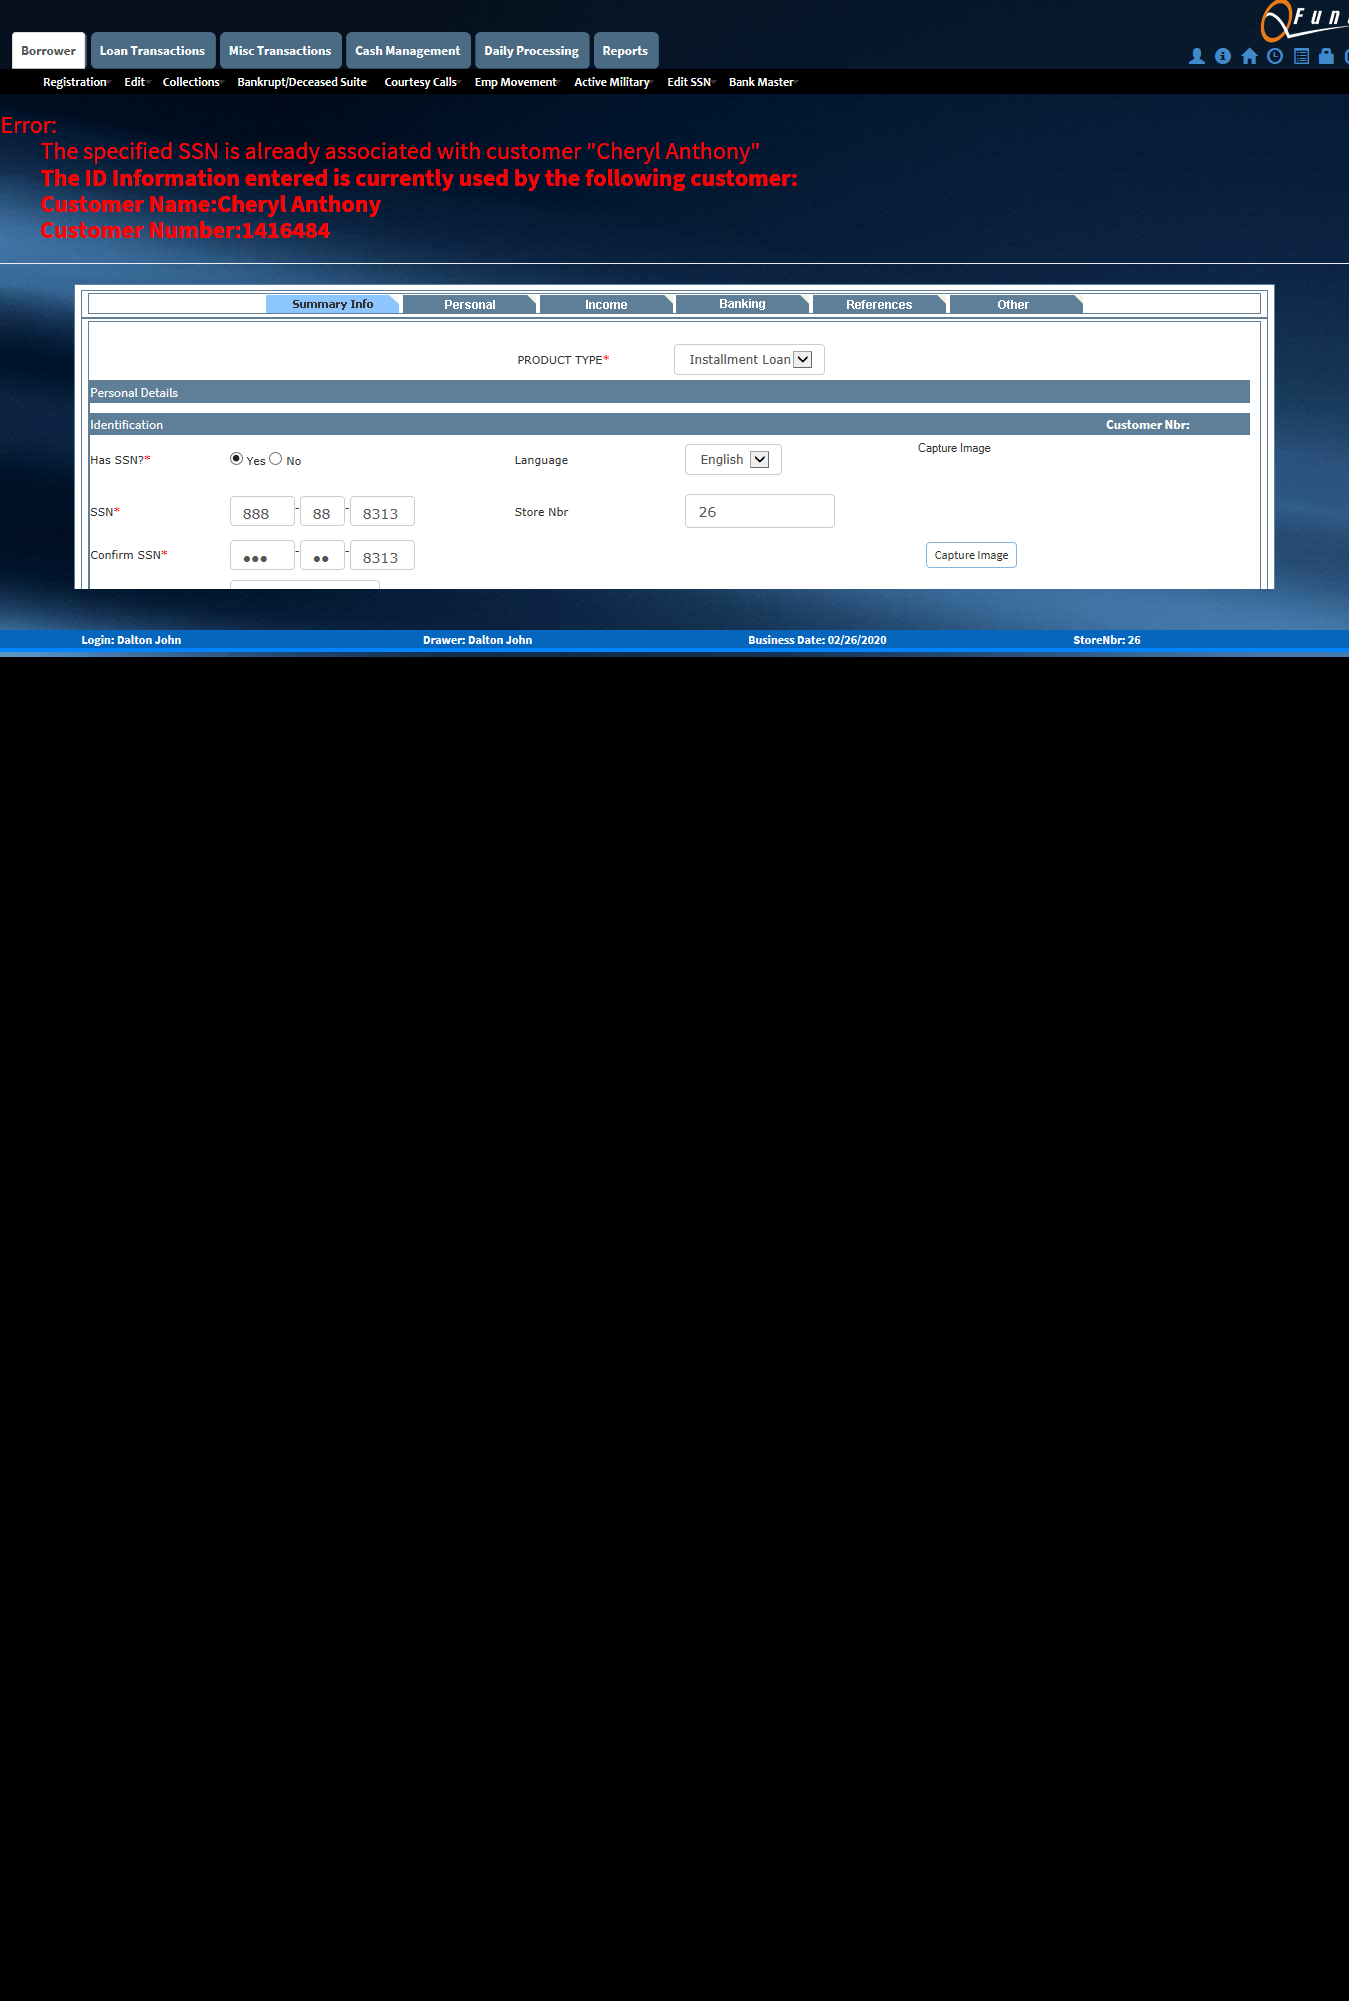 Fun
Borrower Loan Transactions Misc Transactions Cash Management Daily Processing Reports
Registration Edit Collections Bankrupt/Deceased Suite Courtesy Calls Emp Movement Active Military Edit SSN Bank Master
Error:
The specified SSN is already associated with customer "Cheryl Anthony"
The ID Information entered is currently used by the following customer:
Customer Name:Cheryl Anthony
Customer Number:1416484
Summary Info Personal Income Banking References Other
PRODUCT TYPE* Installment Loan
Personal Details
Identification Customer Nbr:
Has SSN?* Yes No Language English Capture Image
SSN* 888 - 88 - 8313 Store Nbr 26
Confirm SSN* ●●● - ●● - 8313 Capture Image
Login: Dalton John Drawer: Dalton John Business Date: 02/26/2020 StoreNbr: 26